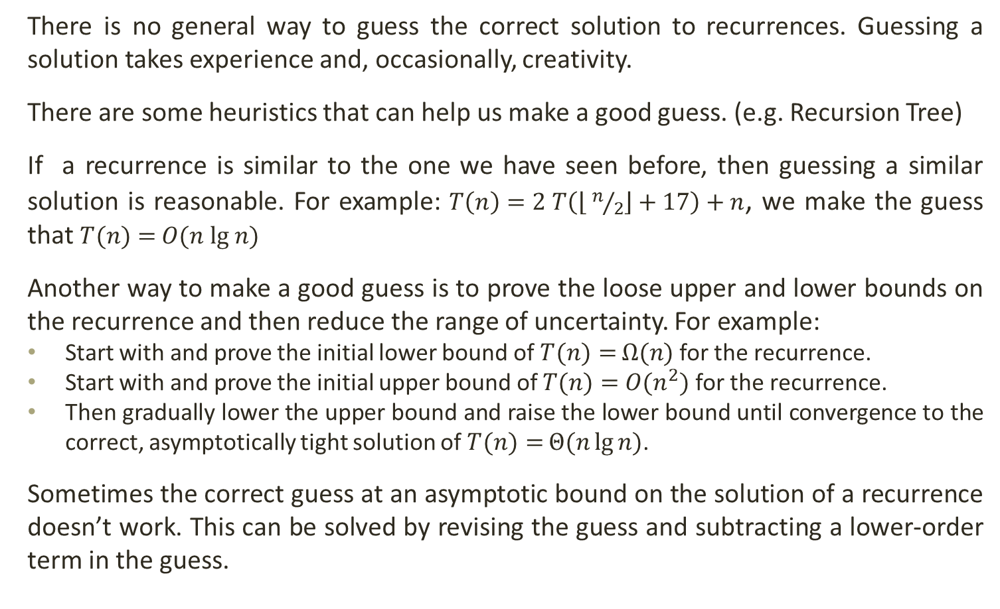 There is no general way to guess the correct solution to recurrences. Guessing a
solution takes experience and, occasionally, creativity.
There are some heuristics that can help us make a good guess. (e.g. Recursion Tree)
If a recurrence is similar to the one we have seen before, then guessing a similar
solution is reasonable. For example: T(n) = 2 T(⌊ n/2⌋ + 17) + n, we make the guess
that T(n) = O(n lg n)
Another way to make a good guess is to prove the loose upper and lower bounds on
the recurrence and then reduce the range of uncertainty. For example:
• Start with and prove the initial lower bound of T(n) = Ω(n) for the recurrence.
• Start with and prove the initial upper bound of T(n) = O(n²) for the recurrence.
• Then gradually lower the upper bound and raise the lower bound until convergence to the
correct, asymptotically tight solution of T(n) = Θ(n lg n).
Sometimes the correct guess at an asymptotic bound on the solution of a recurrence
doesn’t work. This can be solved by revising the guess and subtracting a lower-order
term in the guess.